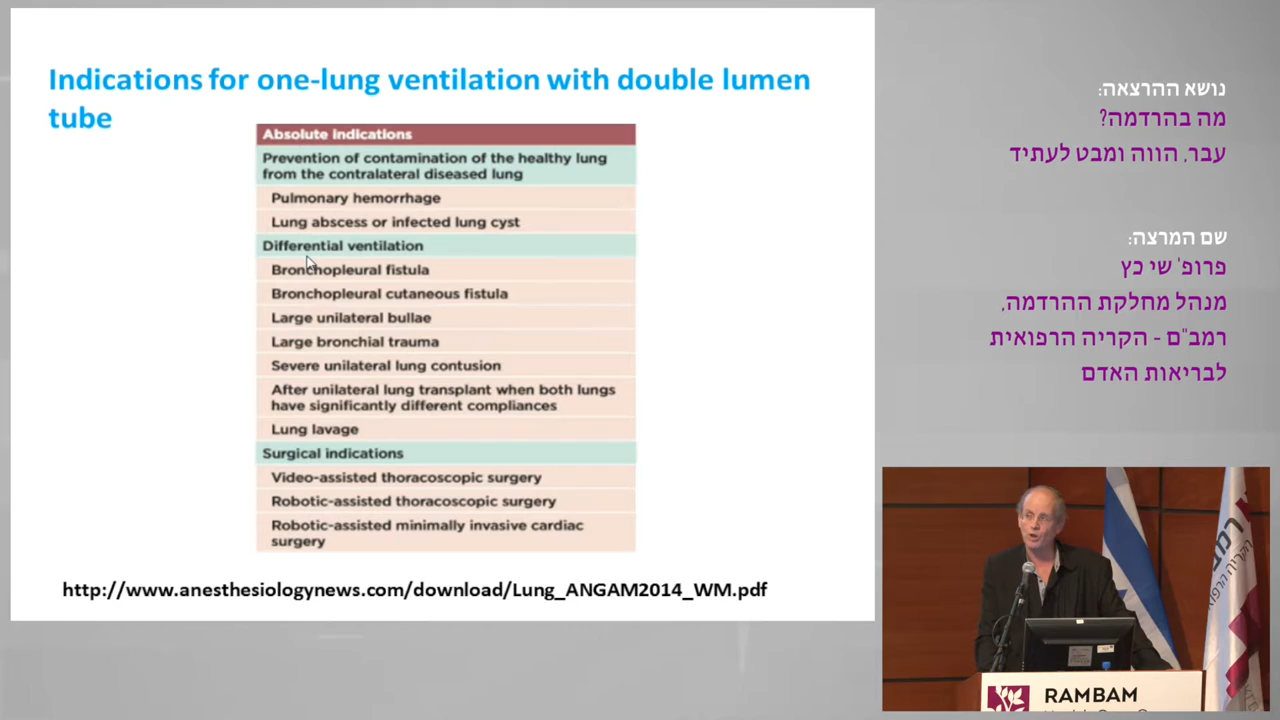 Indications for one-lung ventilation with double lumen
tube
Absolute indications
Prevention of contamination of the healthy lung
from the contralateral diseased lung
Pulmonary hemorrhage
Lung abscess or infected lung cyst
Differential ventilation
Bronchopleural fistula
Bronchopleural cutaneous fistula
Large unilateral bullae
Large bronchial trauma
Severe unilateral lung contusion
After unilateral lung transplant when both lungs
have significantly different compliances
Lung lavage
Surgical indications
Video-assisted thoracoscopic surgery
Robotic-assisted thoracoscopic surgery
Robotic-assisted minimally invasive cardiac
surgery
http://www.anesthesiologynews.com/download/Lung_ANGAM2014_WM.pdf
נושא ההרצאה:
מה בהרדמה?
עבר, הווה ומבט לעתיד
שם המרצה:
פרופ' שי כץ
מנהל מחלקת ההרדמה,
רמב"ם - הקריה הרפואית
לבריאות האדם
RAMBAM